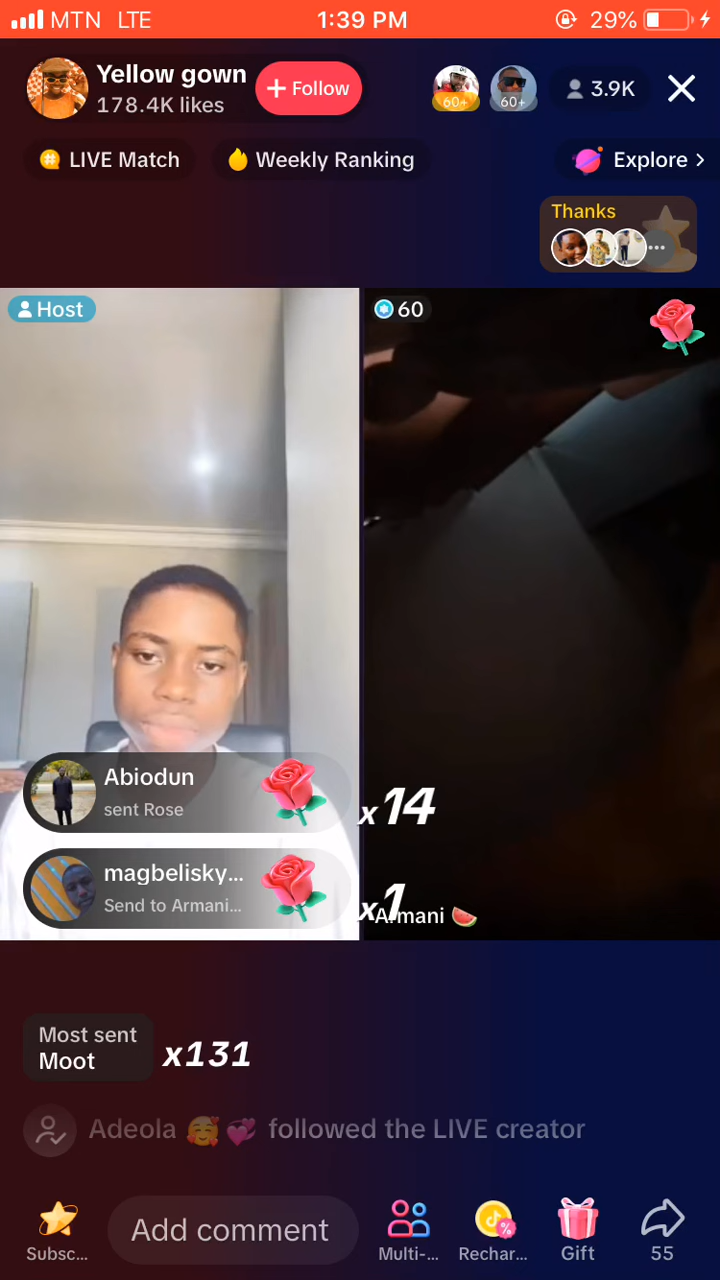 MTN LTE 1:39 PM 29%
Yellow gown
178.4K likes
+ Follow
60+
60+
3.9K
LIVE Match
Weekly Ranking
Explore >
Thanks
Host
60
Abiodun
sent Rose
x14
magbelisky...
Send to Armani...
x1
Armani 🍉
Most sent
Moot
x131
Adeola 🥰 💞 followed the LIVE creator
Subsc...
Add comment
Multi-...
Rechar...
Gift
55